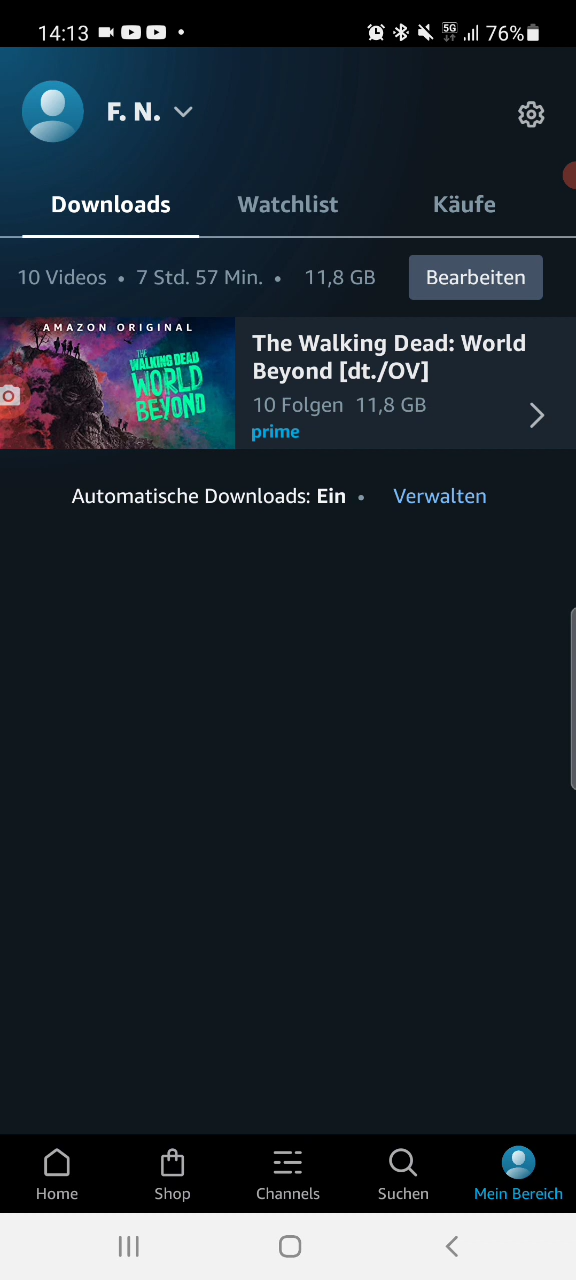 14:13
5G
76%
F. N.
Downloads
Watchlist
Käufe
10 Videos • 7 Std. 57 Min. • 11,8 GB
Bearbeiten
AMAZON ORIGINAL
THE
WALKING DEAD
WORLD
BEYOND
The Walking Dead: World
Beyond [dt./OV]
10 Folgen 11,8 GB
prime
Automatische Downloads: Ein • Verwalten
Home
Shop
Channels
Suchen
Mein Bereich